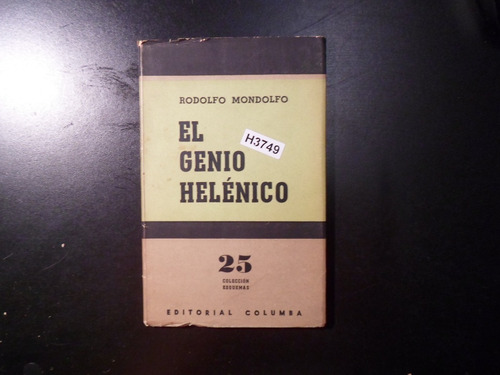 RODOLFO MONDOLFO
EL
GENIO
HELÉNICO
H3749
25
COLECCION
ESQUEMAS
EDITORIAL COLUMBA